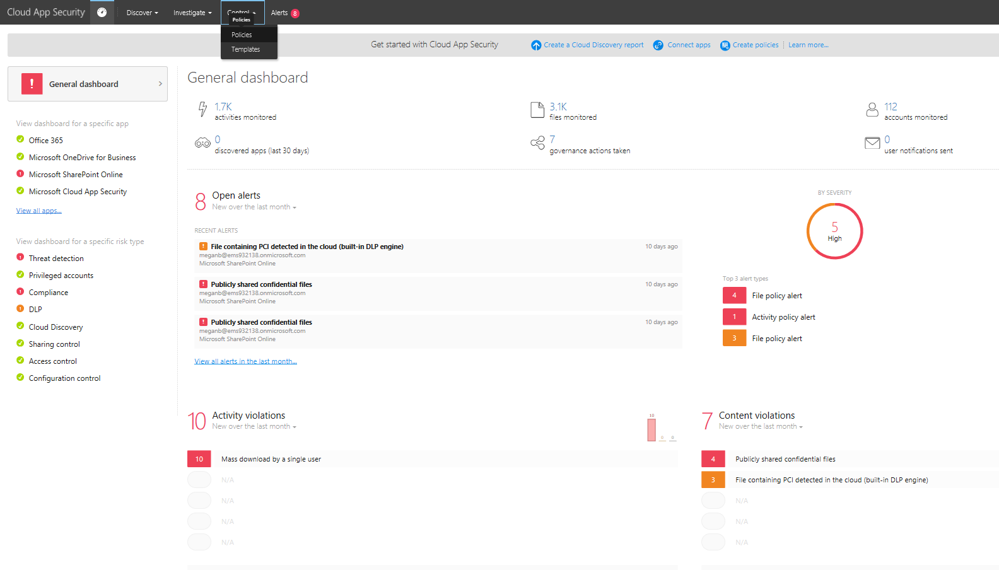 Cloud App Security
Discover
Investigate
Control
Alerts 8
Policies
Policies
Templates
Get started with Cloud App Security
Create a Cloud Discovery report
Connect apps
Create policies
Learn more...
General dashboard
View dashboard for a specific app
Office 365
Microsoft OneDrive for Business
Microsoft SharePoint Online
Microsoft Cloud App Security
View all apps...
View dashboard for a specific risk type
Threat detection
Privileged accounts
Compliance
DLP
Cloud Discovery
Sharing control
Access control
Configuration control
General dashboard
1.7K
activities monitored
3.1K
files monitored
112
accounts monitored
0
discovered apps (last 30 days)
7
governance actions taken
0
user notifications sent
8 Open alerts
New over the last month
RECENT ALERTS
File containing PCI detected in the cloud (built-in DLP engine) 10 days ago
meganb@ems932138.onmicrosoft.com
Microsoft SharePoint Online
Publicly shared confidential files 10 days ago
meganb@ems932138.onmicrosoft.com
Microsoft SharePoint Online
Publicly shared confidential files 10 days ago
meganb@ems932138.onmicrosoft.com
Microsoft SharePoint Online
View all alerts in the last month...
BY SEVERITY
5
High
Top 3 alert types
4 File policy alert
1 Activity policy alert
3 File policy alert
10 Activity violations
New over the last month
10
0
0
10 Mass download by a single user
N/A
N/A
N/A
N/A
7 Content violations
New over the last month
4 Publicly shared confidential files
3 File containing PCI detected in the cloud (built-in DLP engine)
N/A
N/A
N/A